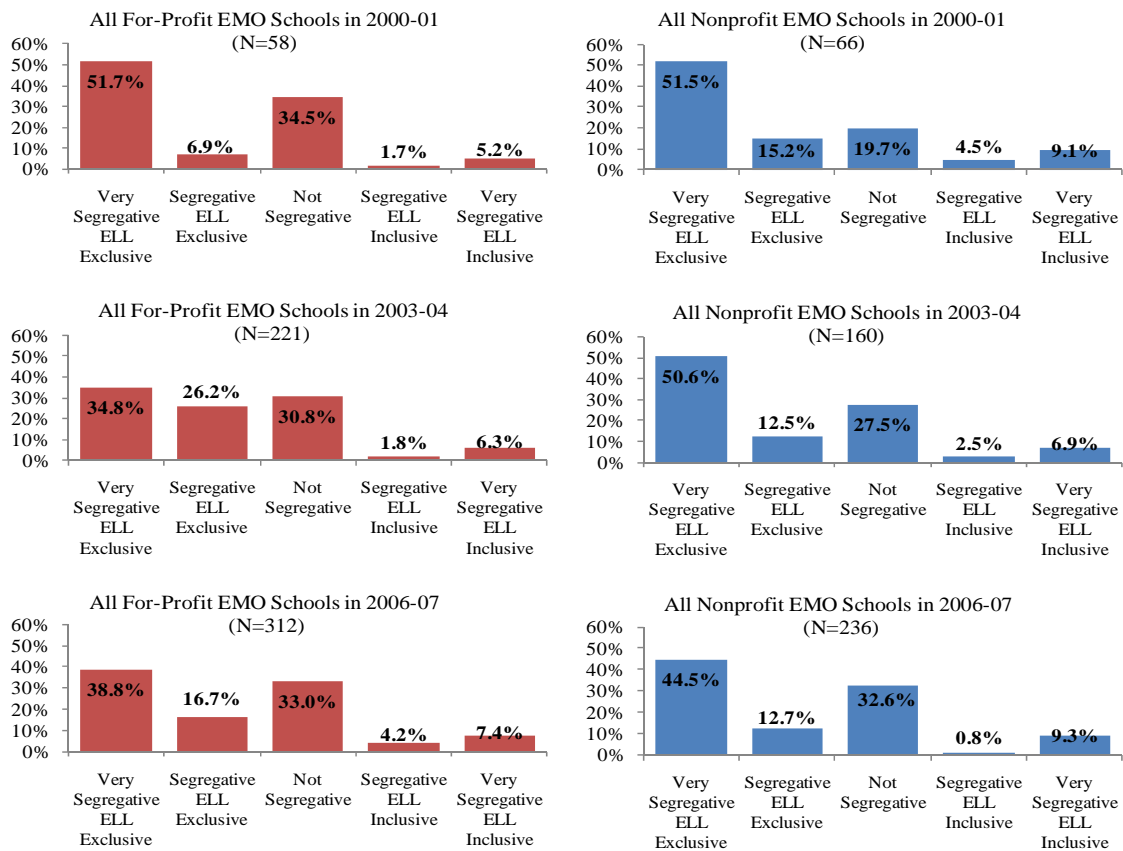 All For-Profit EMO Schools in 2000-01
(N=58)
60%
50%
40%
30%
20%
10%
0%
51.7%
6.9%
34.5%
1.7%
5.2%
Very Segregative ELL Exclusive
Segregative ELL Exclusive
Not Segregative
Segregative ELL Inclusive
Very Segregative ELL Inclusive
All Nonprofit EMO Schools in 2000-01
(N=66)
60%
50%
40%
30%
20%
10%
0%
51.5%
15.2%
19.7%
4.5%
9.1%
Very Segregative ELL Exclusive
Segregative ELL Exclusive
Not Segregative
Segregative ELL Inclusive
Very Segregative ELL Inclusive
All For-Profit EMO Schools in 2003-04
(N=221)
60%
50%
40%
30%
20%
10%
0%
34.8%
26.2%
30.8%
1.8%
6.3%
Very Segregative ELL Exclusive
Segregative ELL Exclusive
Not Segregative
Segregative ELL Inclusive
Very Segregative ELL Inclusive
All Nonprofit EMO Schools in 2003-04
(N=160)
60%
50%
40%
30%
20%
10%
0%
50.6%
12.5%
27.5%
2.5%
6.9%
Very Segregative ELL Exclusive
Segregative ELL Exclusive
Not Segregative
Segregative ELL Inclusive
Very Segregative ELL Inclusive
All For-Profit EMO Schools in 2006-07
(N=312)
60%
50%
40%
30%
20%
10%
0%
38.8%
16.7%
33.0%
4.2%
7.4%
Very Segregative ELL Exclusive
Segregative ELL Exclusive
Not Segregative
Segregative ELL Inclusive
Very Segregative ELL Inclusive
All Nonprofit EMO Schools in 2006-07
(N=236)
60%
50%
40%
30%
20%
10%
0%
44.5%
12.7%
32.6%
0.8%
9.3%
Very Segregative ELL Exclusive
Segregative ELL Exclusive
Not Segregative
Segregative ELL Inclusive
Very Segregative ELL Inclusive